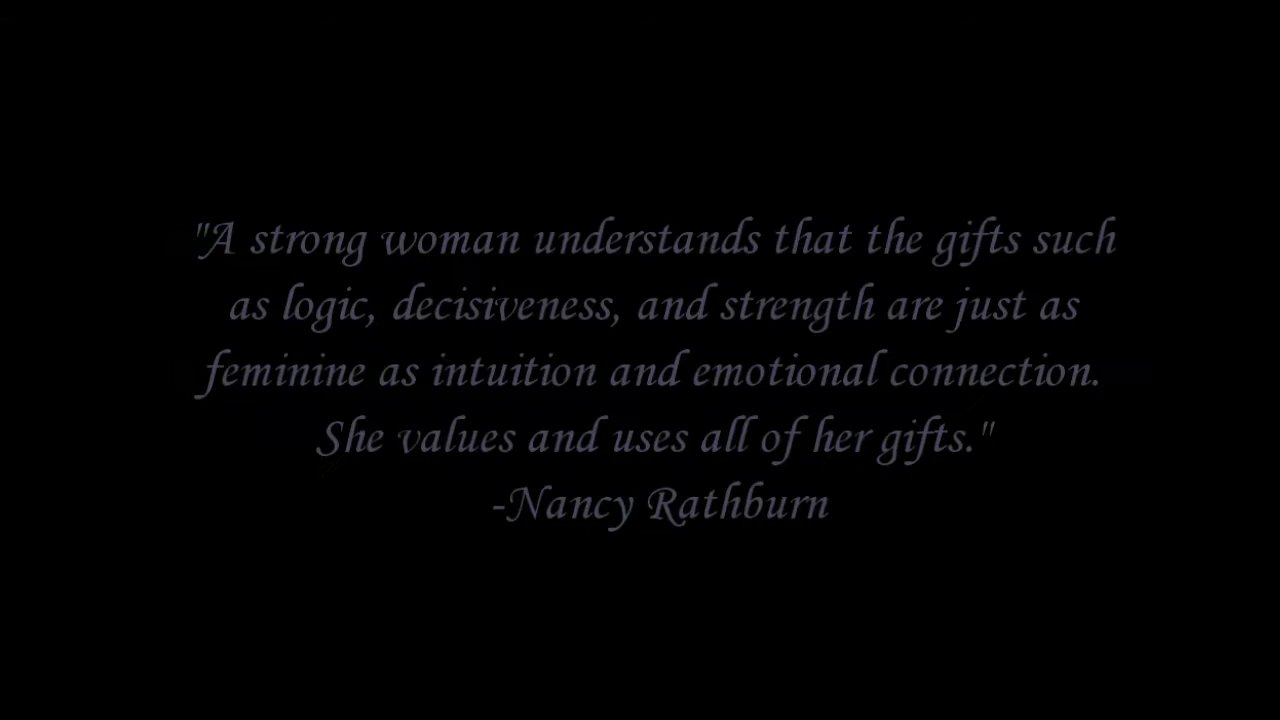 "A strong woman understands that the gifts such
as logic, decisiveness, and strength are just as
feminine as intuition and emotional connection.
She values and uses all of her gifts."
-Nancy Rathburn